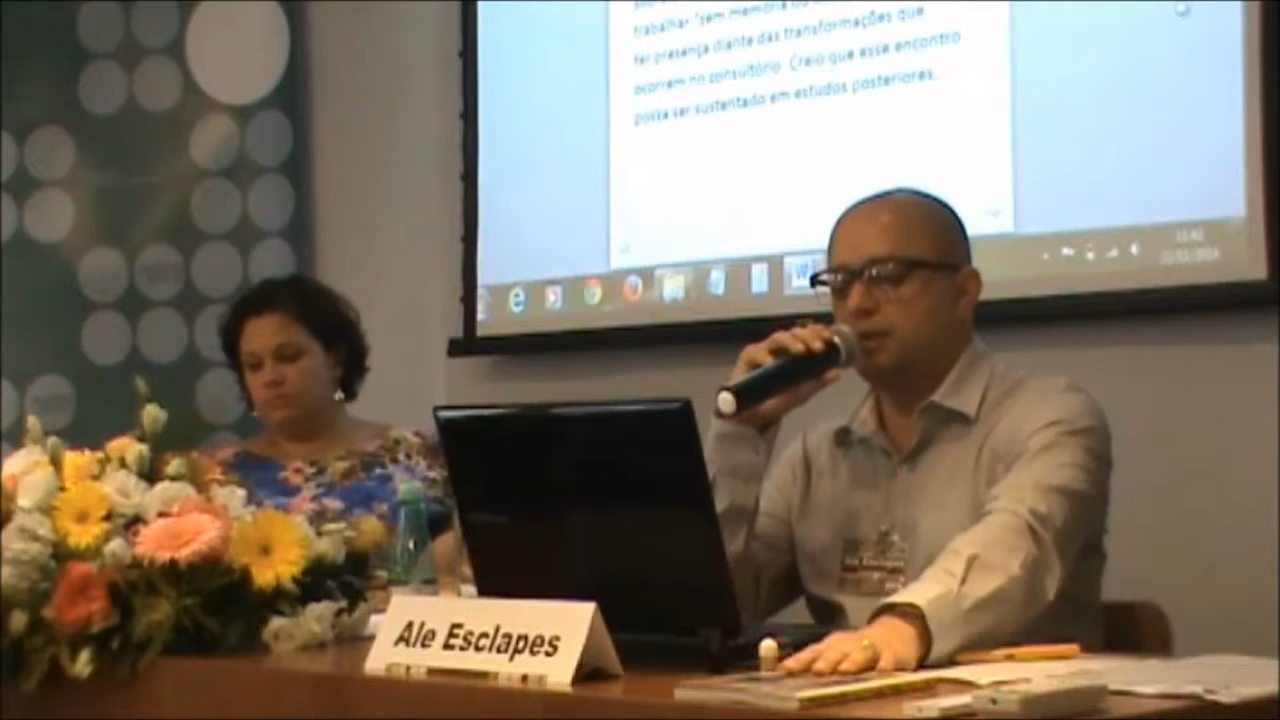 trabalhar "sem memória ou
ter presença diante das transformações que
ocorrem no consultório. Creio que esse encontro
possa ser sustentado em estudos posteriores.
Ale Esclapes